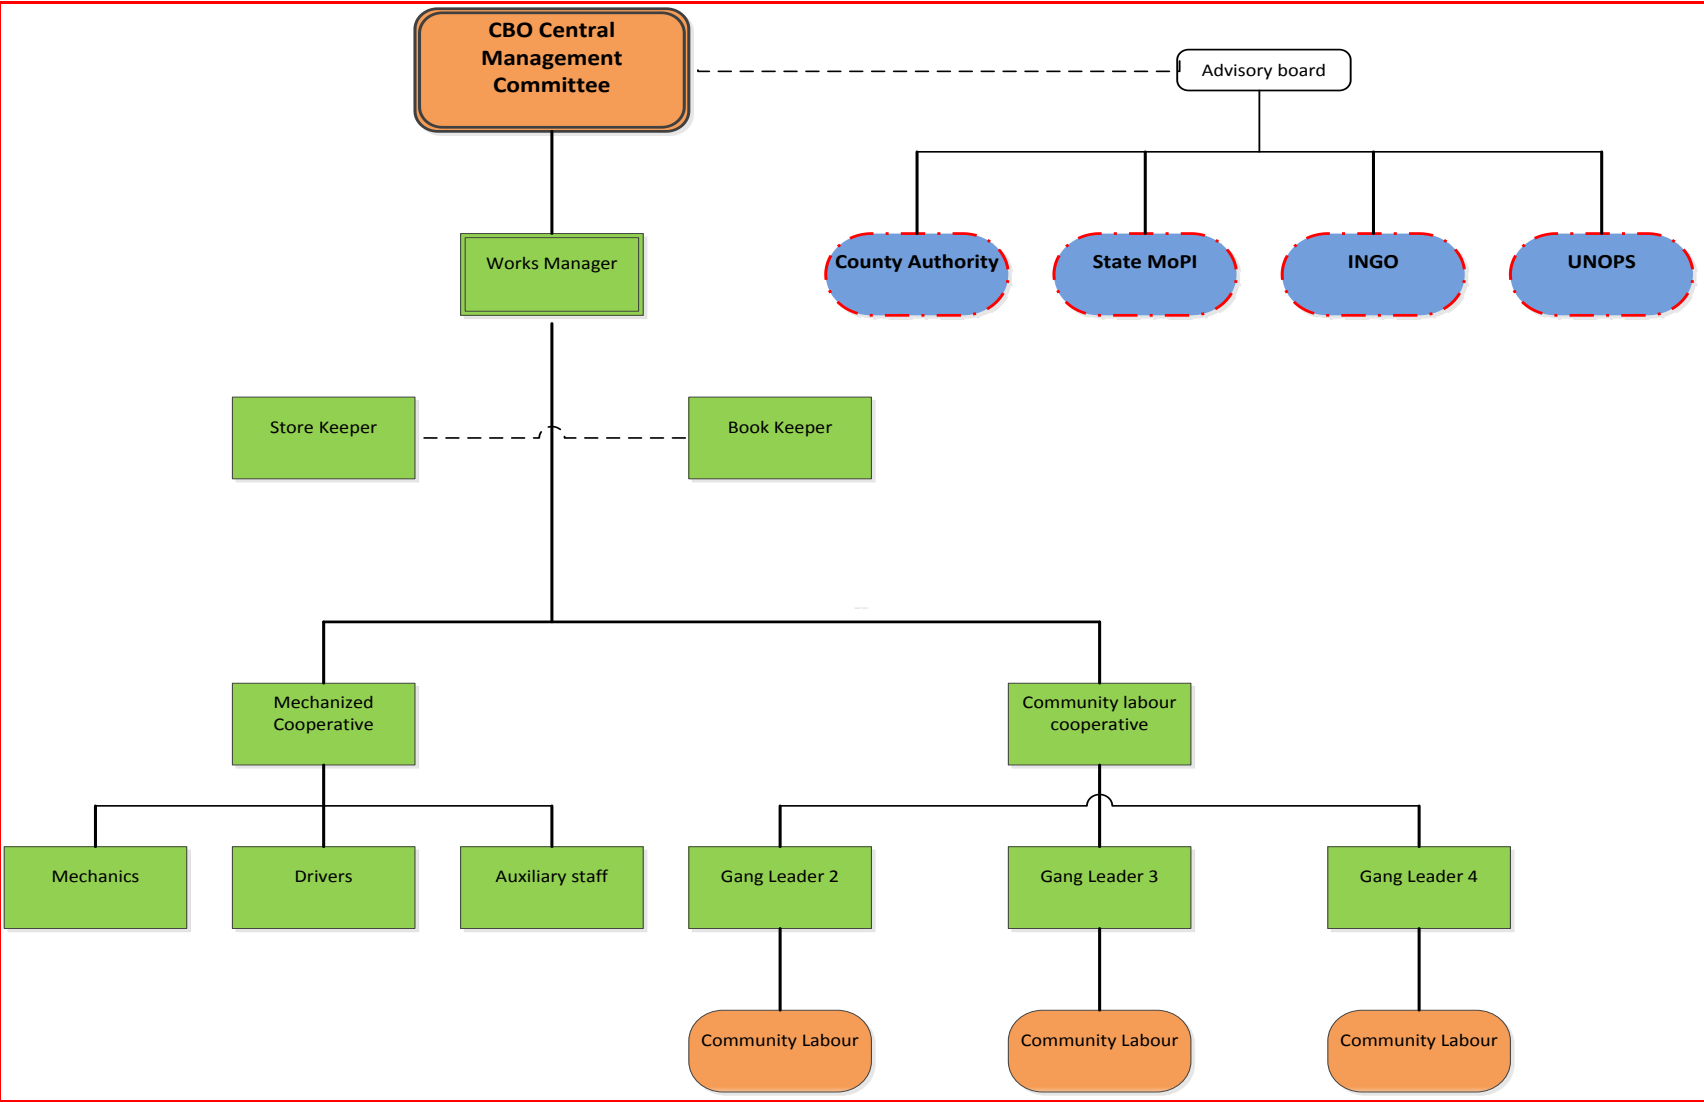 CBO Central
Management
Committee
Advisory board
Works Manager
County Authority
State MoPI
INGO
UNOPS
Store Keeper
Book Keeper
Mechanized
Cooperative
Community labour
cooperative
Mechanics
Drivers
Auxiliary staff
Gang Leader 2
Gang Leader 3
Gang Leader 4
Community Labour
Community Labour
Community Labour